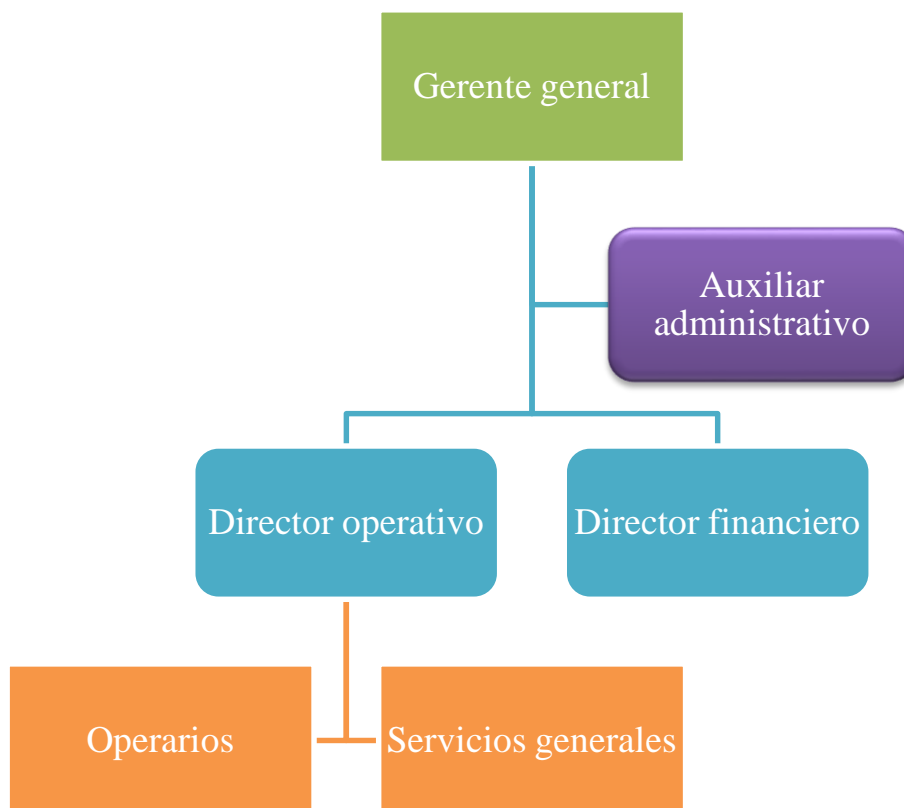 Gerente general
Auxiliar
administrativo
Director operativo
Director financiero
Operarios
Servicios generales